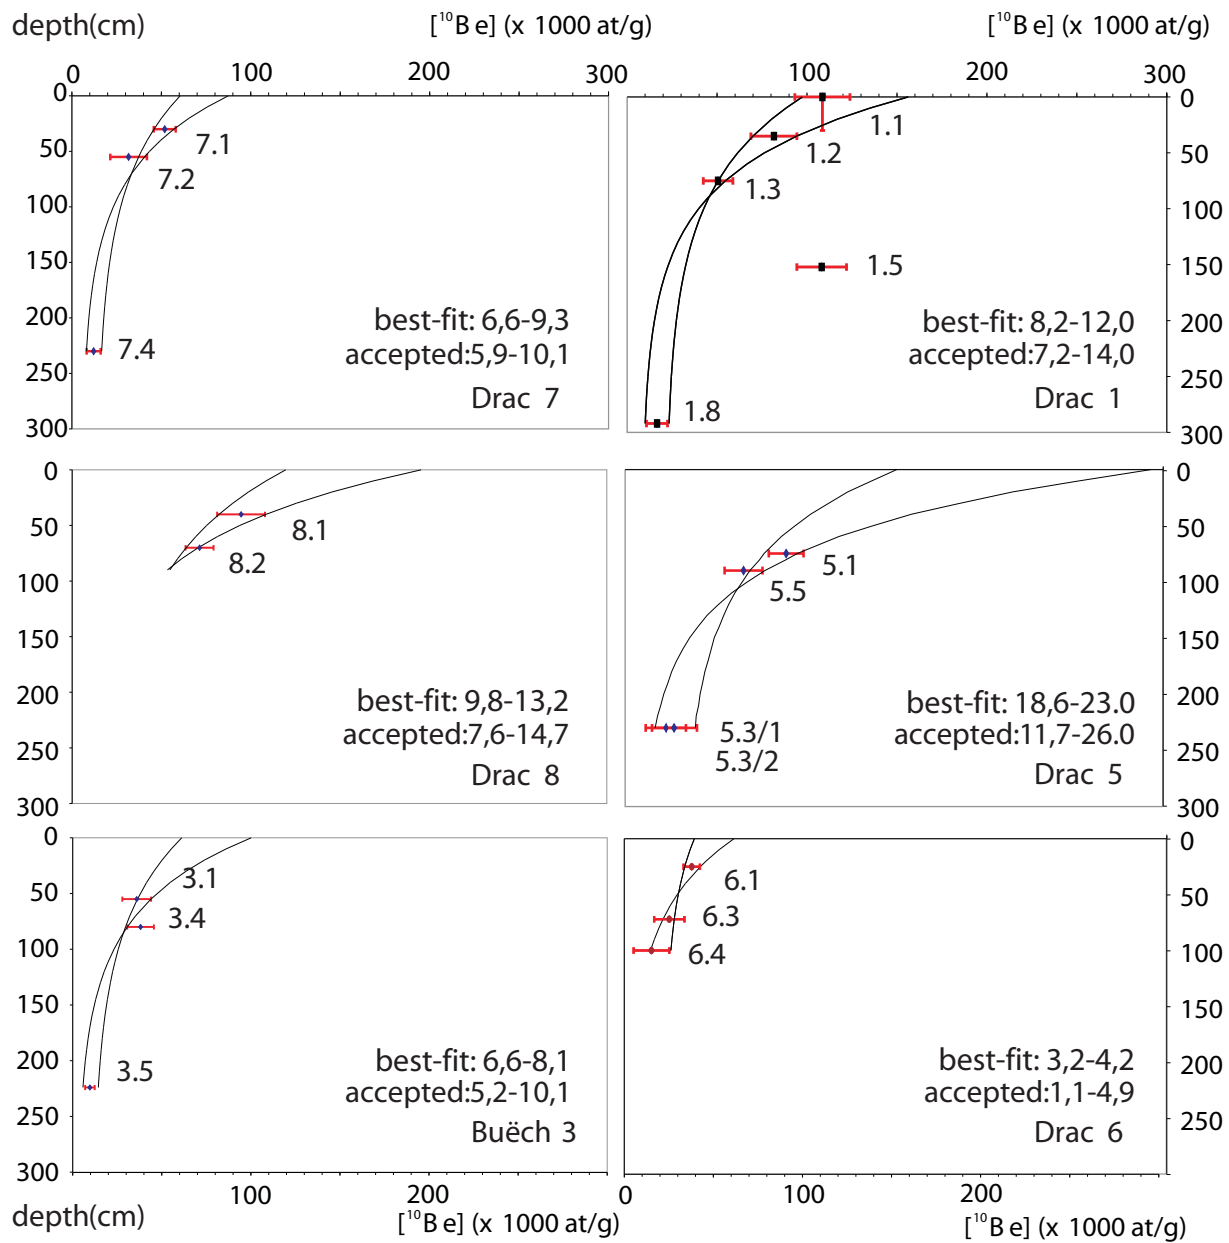 depth(cm) [¹⁰Be] (x 1000 at/g) [¹⁰Be] (x 1000 at/g)
0 100 200 300 100 200 300
0
50
100
150
200
250
300
7.1
7.2
7.4
best-fit: 6,6-9,3
accepted:5,9-10,1
Drac 7
0
50
100
150
200
250
300
1.1
1.2
1.3
1.5
1.8
best-fit: 8,2-12,0
accepted:7,2-14,0
Drac 1
0
50
100
150
200
250
300
8.1
8.2
best-fit: 9,8-13,2
accepted:7,6-14,7
Drac 8
0
50
100
150
200
250
300
5.1
5.5
5.3/1
5.3/2
best-fit: 18,6-23.0
accepted:11,7-26.0
Drac 5
0
50
100
150
200
250
300
3.1
3.4
3.5
best-fit: 6,6-8,1
accepted:5,2-10,1
Buëch 3
0
50
100
150
200
250
6.1
6.3
6.4
best-fit: 3,2-4,2
accepted:1,1-4,9
Drac 6
100 200 0 100 200
depth(cm) [¹⁰Be] (x 1000 at/g) [¹⁰Be] (x 1000 at/g)